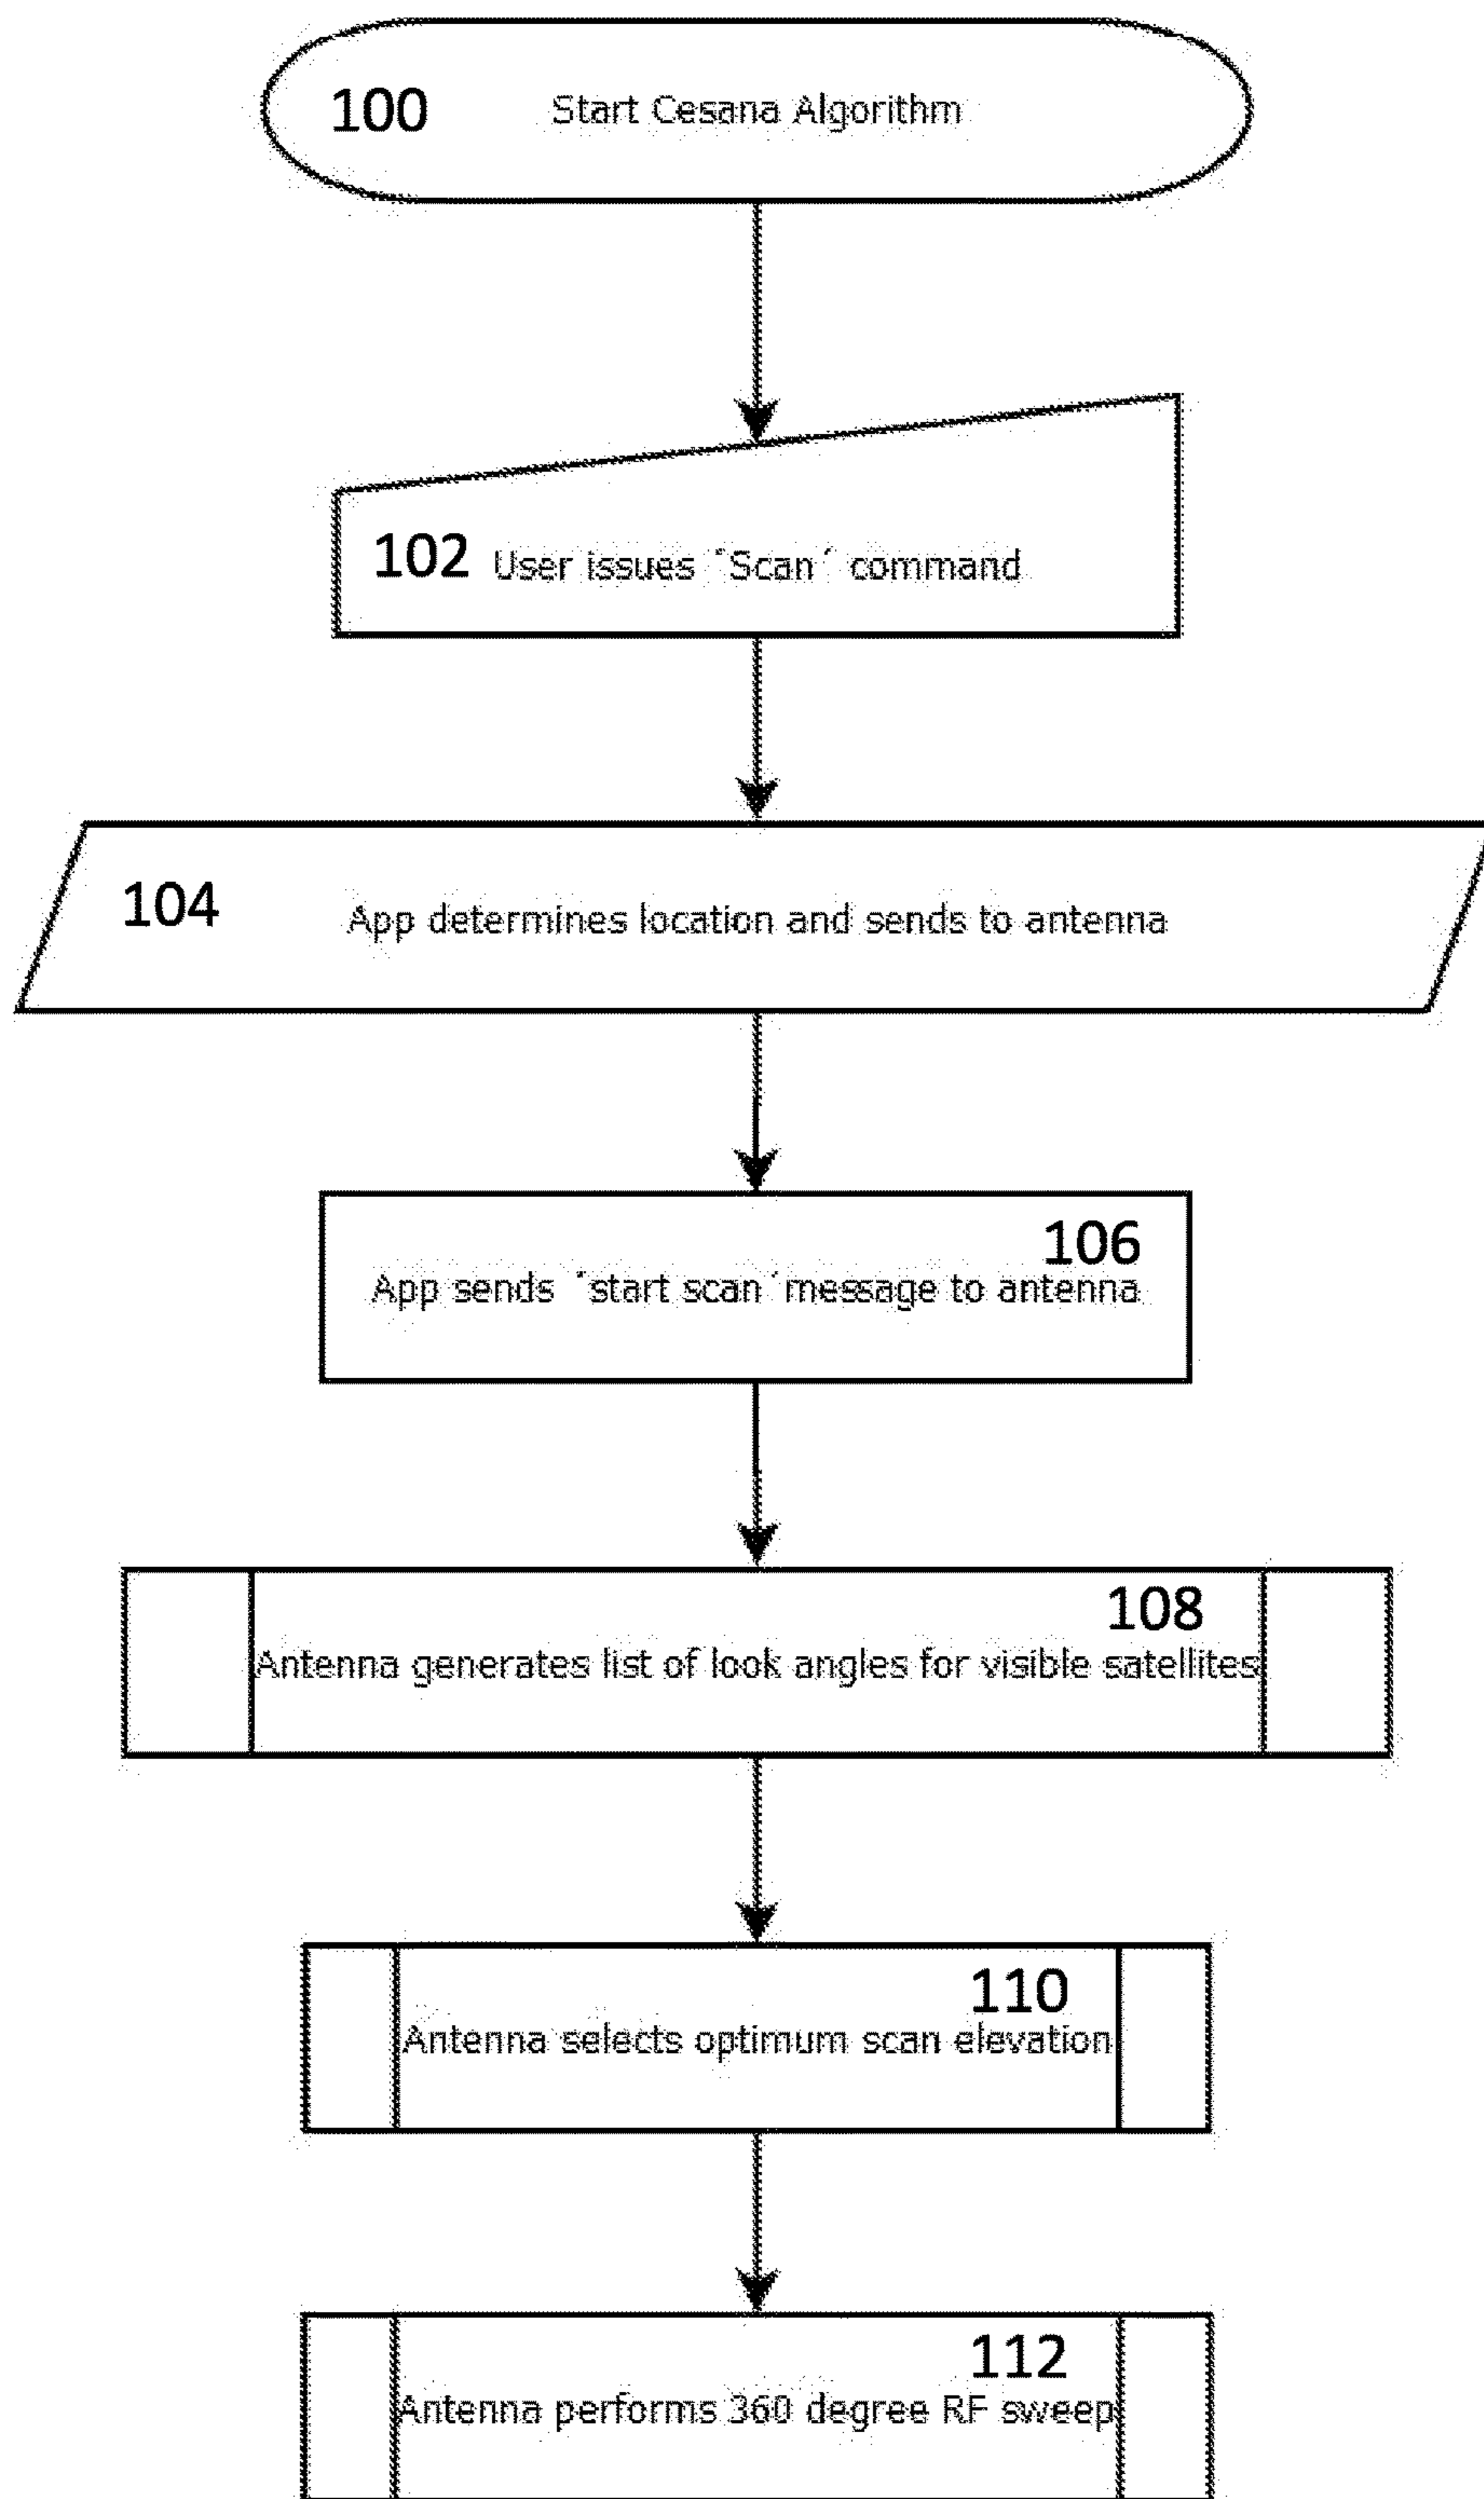 100 Start Cesana Algorithm
102 User issues ´Scan´ command
104 App determines location and sends to antenna
106
App sends ´start scan´message to antenna
108
Antenna generates list of look angles for visible satellites
110
Antenna selects optimum scan elevation
112
Antenna performs 360 degree RF sweep